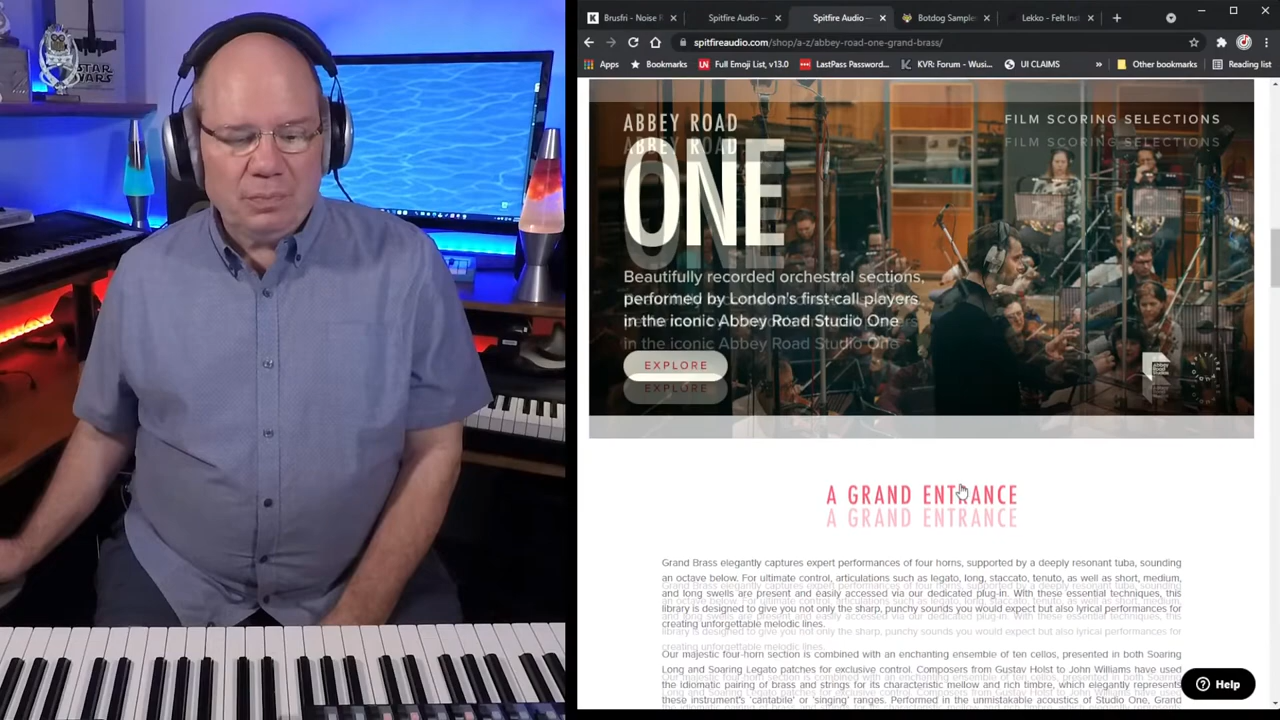 STAR
WARS
Brusfri - Noise R
Spitfire Audio —
Spitfire Audio —
Botdog Sample
Lekko - Felt Inst
spitfireaudio.com/shop/a-z/abbey-road-one-grand-brass/
Apps
Bookmarks
Full Emoji List, v13.0
LastPass Password...
KVR: Forum - Wusi...
UI CLAIMS
»
Other bookmarks
Reading list
ABBEY ROAD
ONE
FILM SCORING SELECTIONS
Beautifully recorded orchestral sections,
performed by London's first-call players
in the iconic Abbey Road Studio One
EXPLORE
A GRAND ENTRANCE
Grand Brass elegantly captures expert performances of four horns, supported by a deeply resonant tuba, sounding
an octave below. For ultimate control, articulations such as legato, long, staccato, tenuto, as well as short, medium,
and long swells are present and easily accessed via our dedicated plug-in. With these essential techniques, this
library is designed to give you not only the sharp, punchy sounds you would expect but also lyrical performances for
creating unforgettable melodic lines.
Our majestic four-horn section is combined with an enchanting ensemble of ten cellos, presented in both Soaring
Long and Soaring Legato patches for exclusive control. Composers from Gustav Holst to John Williams have used
the idiomatic pairing of brass and strings for its characteristic mellow and rich timbre, which elegantly represents
these instrument's 'cantabile' or 'singing' ranges. Performed in the unmistakable acoustics of Studio One, Grand
Help